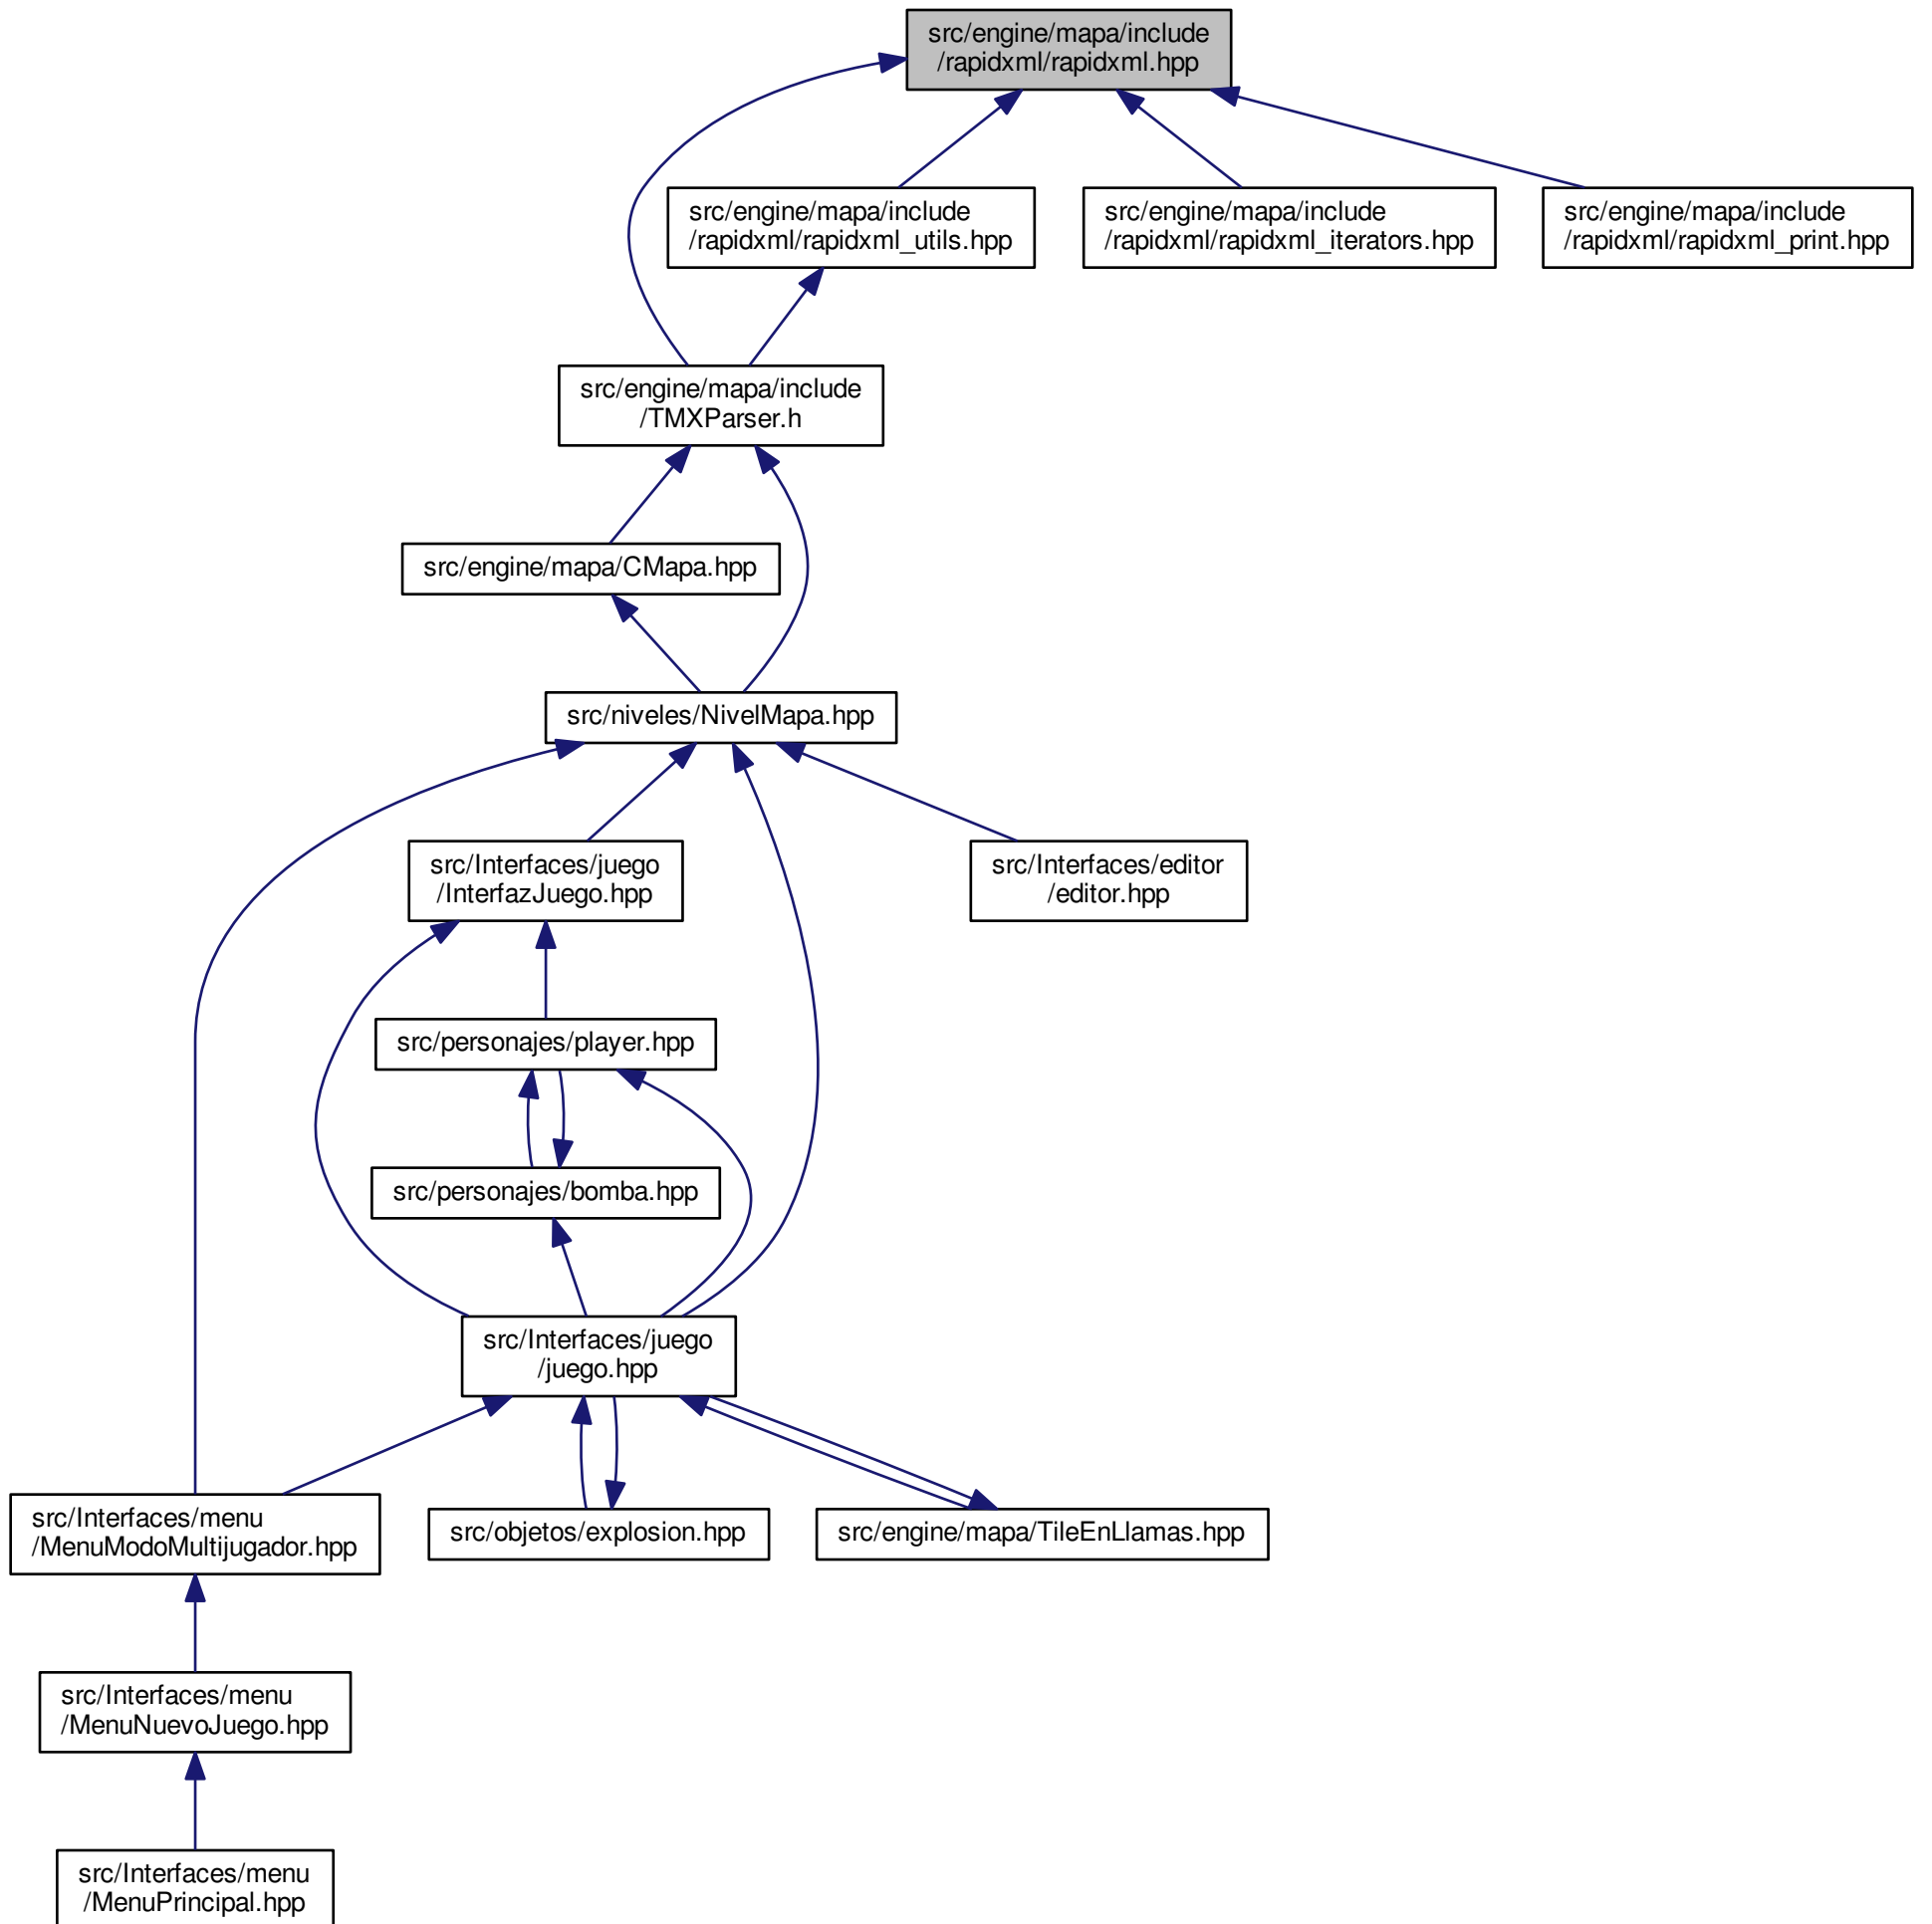 src/engine/mapa/include
/rapidxml/rapidxml.hpp
src/engine/mapa/include
/rapidxml/rapidxml_utils.hpp
src/engine/mapa/include
/rapidxml/rapidxml_iterators.hpp
src/engine/mapa/include
/rapidxml/rapidxml_print.hpp
src/engine/mapa/include
/TMXParser.h
src/engine/mapa/CMapa.hpp
src/niveles/NivelMapa.hpp
src/Interfaces/juego
/InterfazJuego.hpp
src/Interfaces/editor
/editor.hpp
src/personajes/player.hpp
src/personajes/bomba.hpp
src/Interfaces/juego
/juego.hpp
src/Interfaces/menu
/MenuModoMultijugador.hpp
src/objetos/explosion.hpp
src/engine/mapa/TileEnLlamas.hpp
src/Interfaces/menu
/MenuNuevoJuego.hpp
src/Interfaces/menu
/MenuPrincipal.hpp